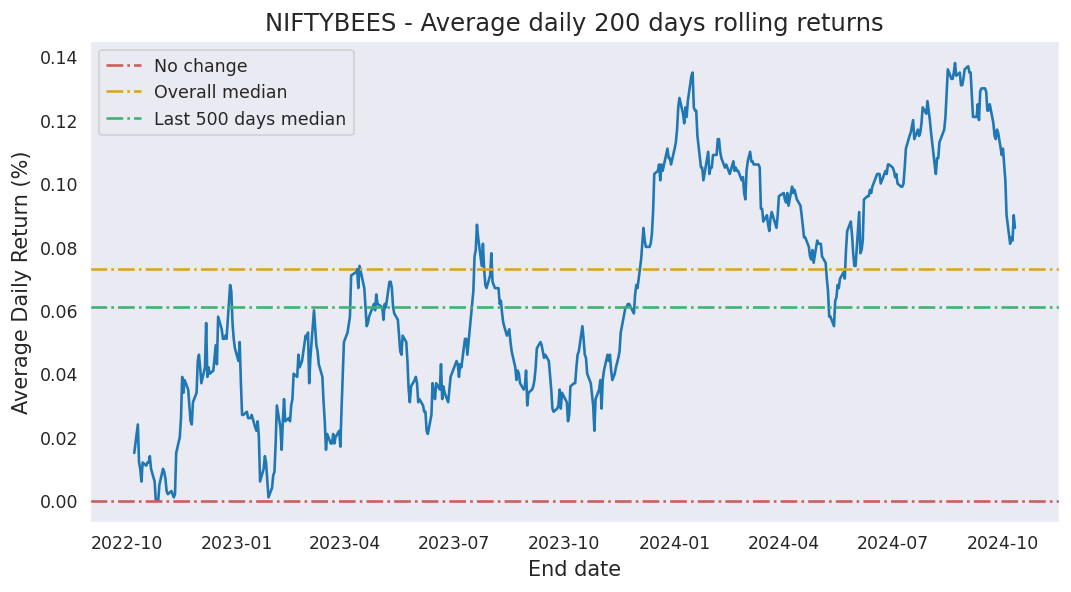 NIFTYBEES - Average daily 200 days rolling returns
No change
Overall median
Last 500 days median
Average Daily Return (%)
0.14
0.12
0.10
0.08
0.06
0.04
0.02
0.00
2022-10 2023-01 2023-04 2023-07 2023-10 2024-01 2024-04 2024-07 2024-10
End date